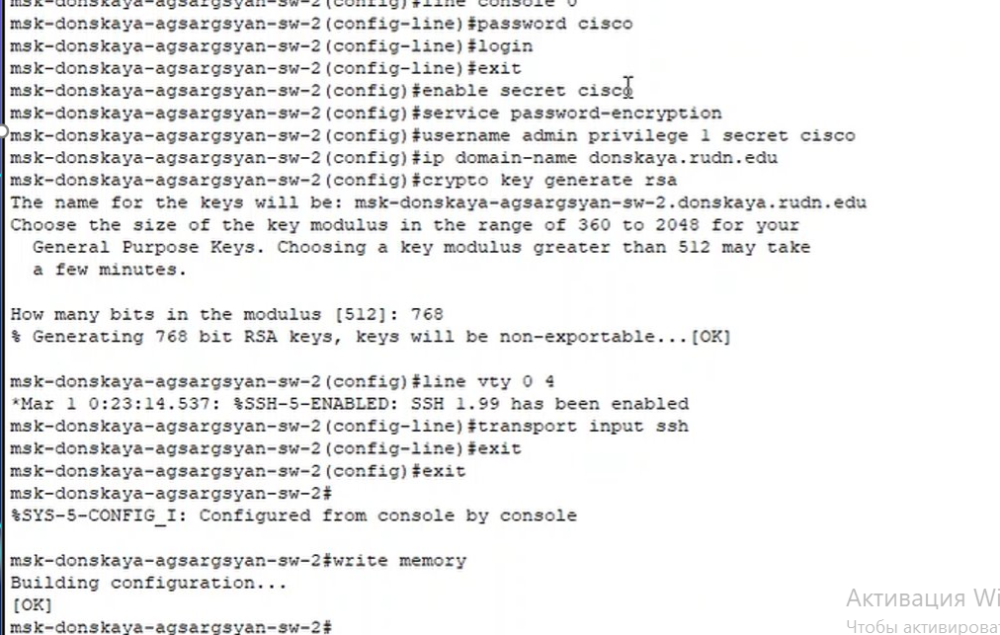 msk-donskaya-agsargsyan-sw-2(config)#line console 0
msk-donskaya-agsargsyan-sw-2(config-line)#password cisco
msk-donskaya-agsargsyan-sw-2(config-line)#login
msk-donskaya-agsargsyan-sw-2(config-line)#exit
msk-donskaya-agsargsyan-sw-2(config)#enable secret cisco
msk-donskaya-agsargsyan-sw-2(config)#service password-encryption
msk-donskaya-agsargsyan-sw-2(config)#username admin privilege 1 secret cisco
msk-donskaya-agsargsyan-sw-2(config)#ip domain-name donskaya.rudn.edu
msk-donskaya-agsargsyan-sw-2(config)#crypto key generate rsa
The name for the keys will be: msk-donskaya-agsargsyan-sw-2.donskaya.rudn.edu
Choose the size of the key modulus in the range of 360 to 2048 for your
General Purpose Keys. Choosing a key modulus greater than 512 may take
a few minutes.
How many bits in the modulus [512]: 768
% Generating 768 bit RSA keys, keys will be non-exportable...[OK]
msk-donskaya-agsargsyan-sw-2(config)#line vty 0 4
*Mar 1 0:23:14.537: %SSH-5-ENABLED: SSH 1.99 has been enabled
msk-donskaya-agsargsyan-sw-2(config-line)#transport input ssh
msk-donskaya-agsargsyan-sw-2(config-line)#exit
msk-donskaya-agsargsyan-sw-2(config)#exit
msk-donskaya-agsargsyan-sw-2#
%SYS-5-CONFIG_I: Configured from console by console
msk-donskaya-agsargsyan-sw-2#write memory
Building configuration...
[OK]
msk-donskaya-agsargsyan-sw-2#
Активация Wi
Чтобы активирова